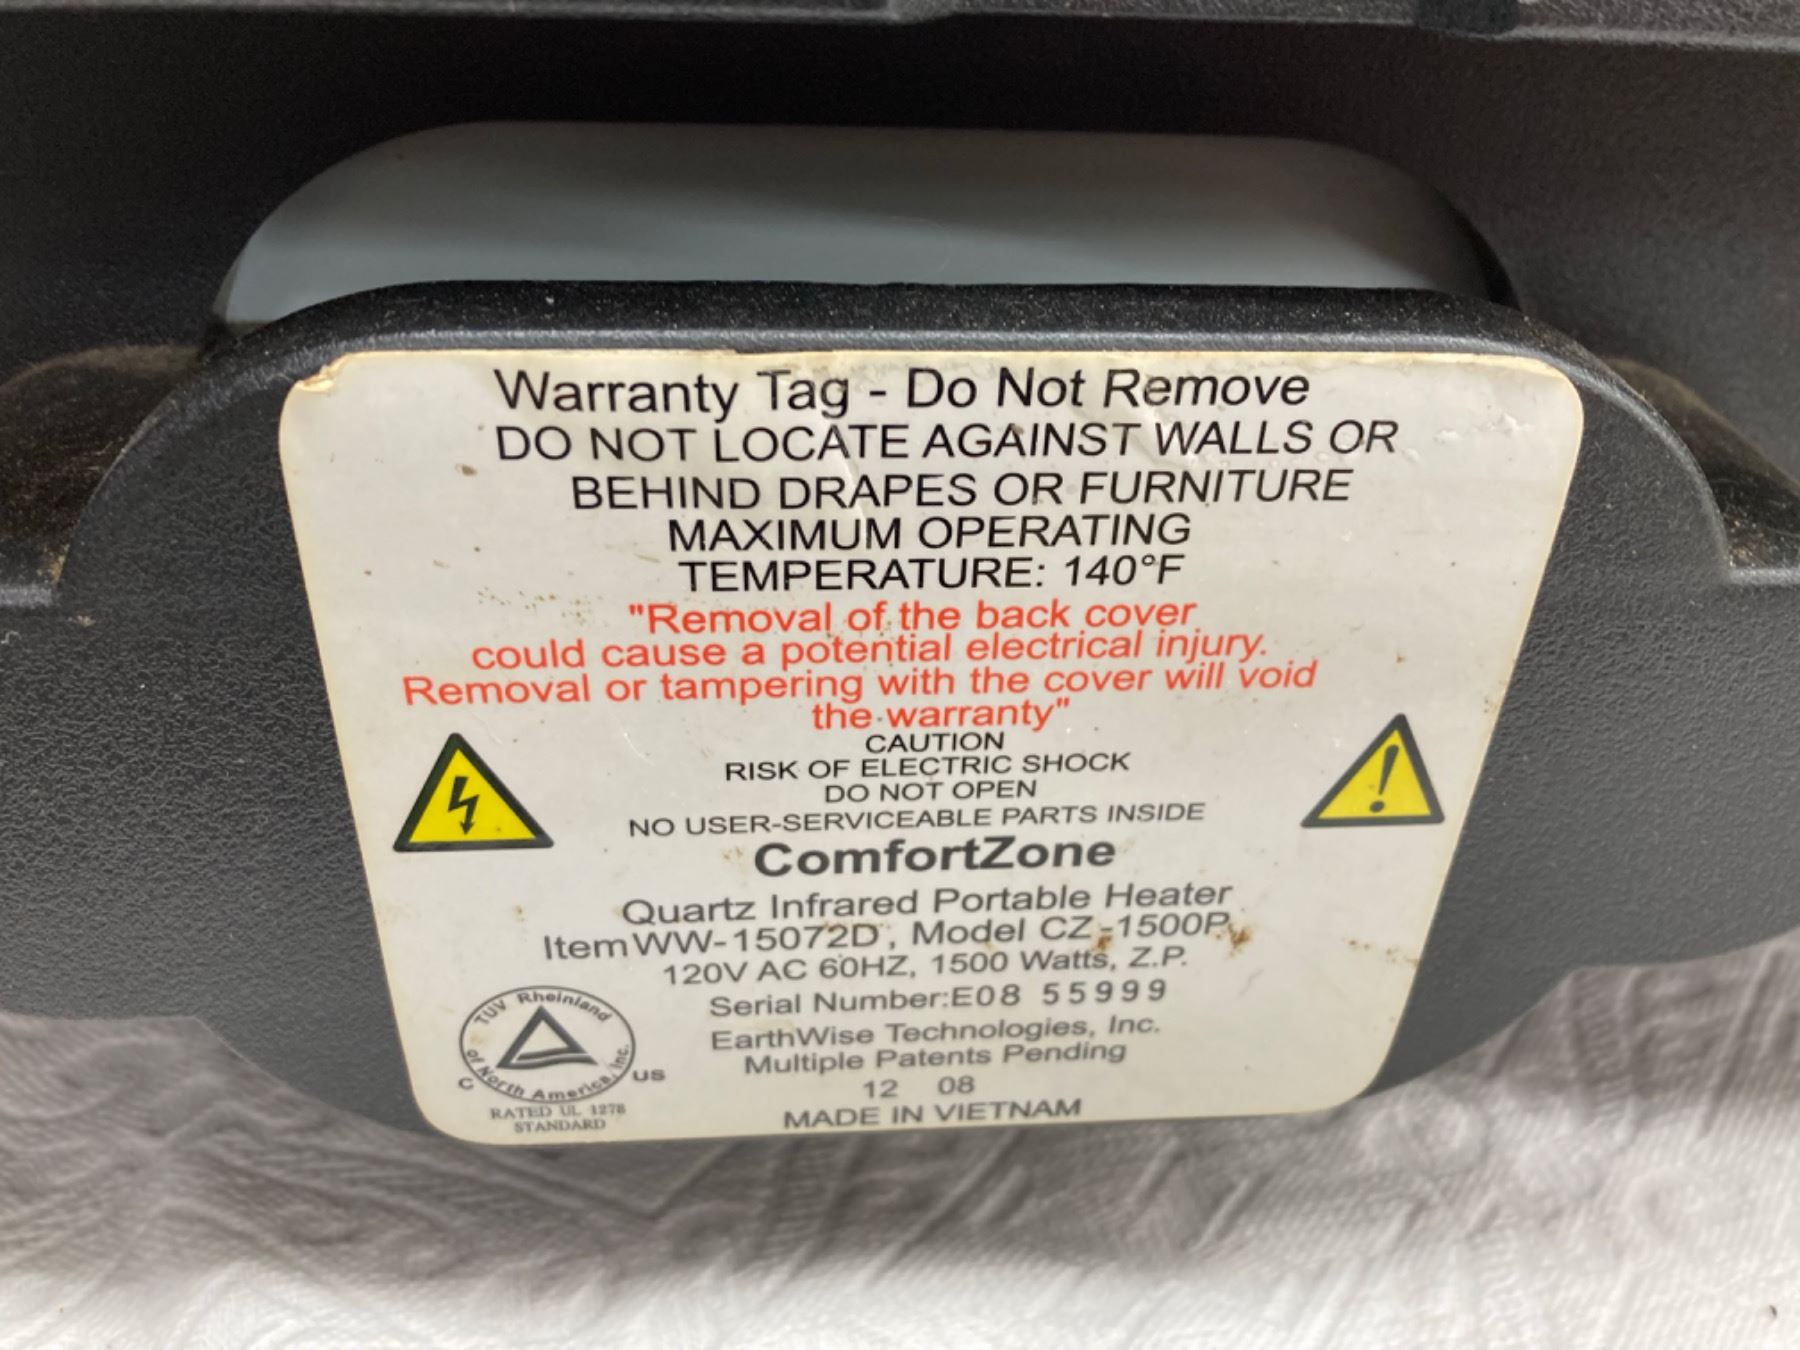 Warranty Tag - Do Not Remove
DO NOT LOCATE AGAINST WALLS OR
BEHIND DRAPES OR FURNITURE
MAXIMUM OPERATING
TEMPERATURE: 140°F
"Removal of the back cover
could cause a potential electrical injury.
Removal or tampering with the cover will void
the warranty"
CAUTION
RISK OF ELECTRIC SHOCK
DO NOT OPEN
NO USER-SERVICEABLE PARTS INSIDE
ComfortZone
Quartz Infrared Portable Heater
Item WW-15072D, Model CZ-1500P
120V AC 60HZ, 1500 Watts, Z.P.
Serial Number:E08 55999
EarthWise Technologies, Inc.
Multiple Patents Pending
12 08
MADE IN VIETNAM
TÜV Rheinland
of North America, Inc.
C US
RATED UL 1278
STANDARD